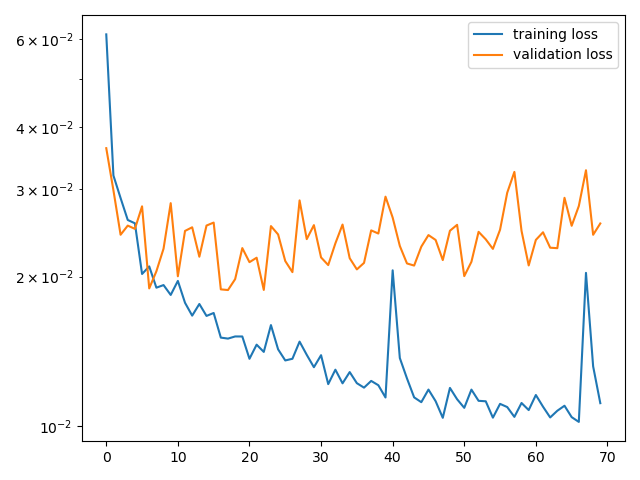 training loss
validation loss
6 × 10⁻²
4 × 10⁻²
3 × 10⁻²
2 × 10⁻²
10⁻²
0 10 20 30 40 50 60 70